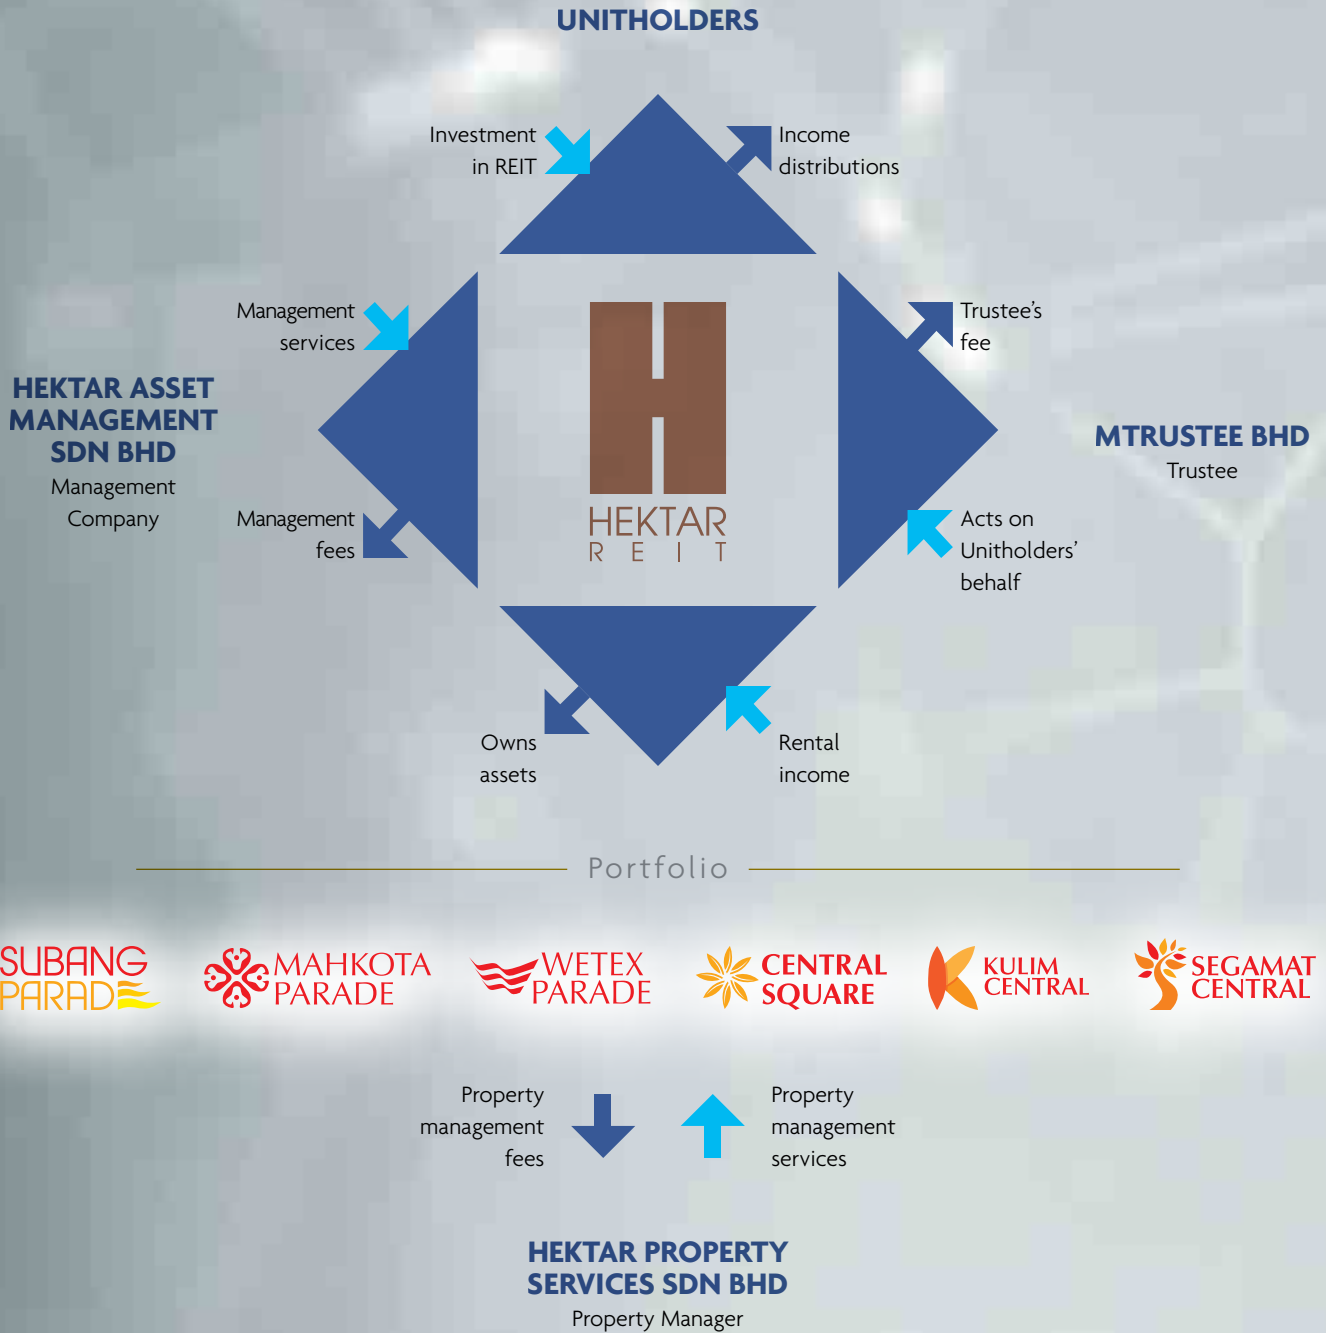 UNITHOLDERS
Investment
in REIT
Income
distributions
Management
services
Trustee's
fee
HEKTAR ASSET
MANAGEMENT
SDN BHD
Management
Company
H
HEKTAR
REIT
MTRUSTEE BHD
Trustee
Management
fees
Acts on
Unitholders'
behalf
Owns
assets
Rental
income
Portfolio
SUBANG
PARADE
MAHKOTA
PARADE
WETEX
PARADE
CENTRAL
SQUARE
KULIM
CENTRAL
SEGAMAT
CENTRAL
Property
management
fees
Property
management
services
HEKTAR PROPERTY
SERVICES SDN BHD
Property Manager